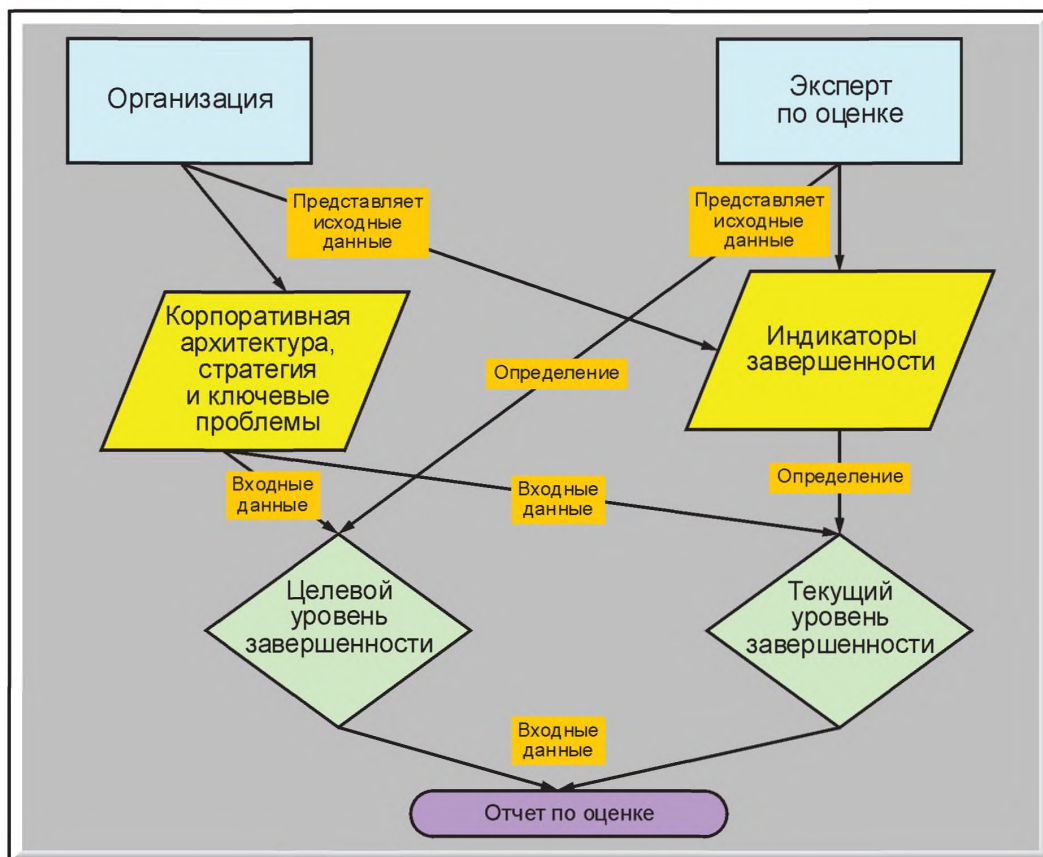 Организация
Эксперт
по оценке
Представляет
исходные
данные
Представляет
исходные
данные
Корпоративная
архитектура,
стратегия
и ключевые
проблемы
Индикаторы
завершенности
Определение
Входные
данные
Входные
данные
Определение
Целевой
уровень
завершенности
Текущий
уровень
завершенности
Входные
данные
Отчет по оценке